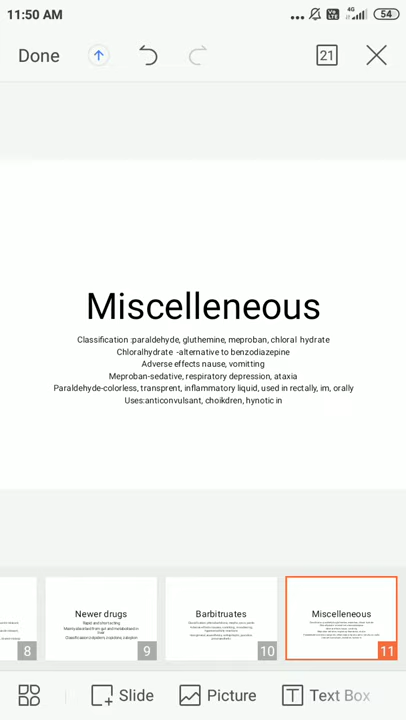 11:50 AM
4G
54
Done
21
Miscelleneous
Classification :paraldehyde, gluthemine, meproban, chloral hydrate
Chloralhydrate -alternative to benzodiazepine
Adverse effects nause, vomitting
Meproban-sedative, respiratory depression, ataxia
Paraldehyde-colorless, transprent, inflammatory liquid, used in rectally, im, orally
Uses:anticonvulsant, choikdren, hynotic in
8
Newer drugs
9
Barbitruates
10
Miscelleneous
11
Slide
Picture
Text Box